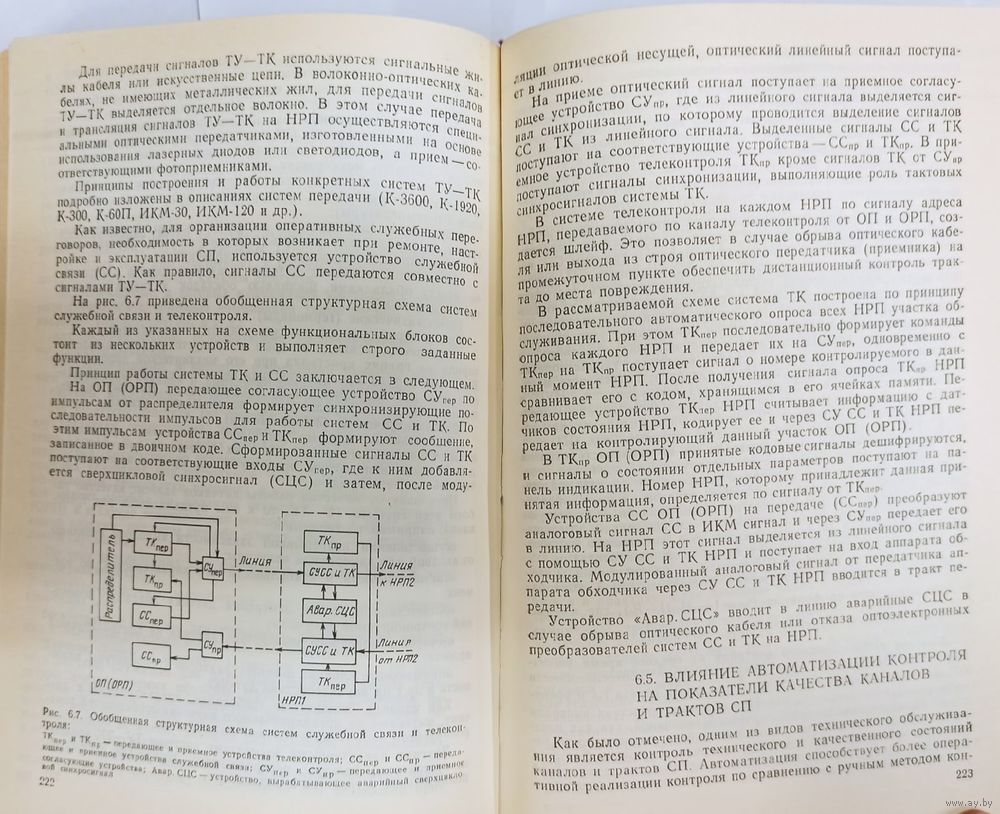 Для передачи сигналов ТУ—ТК используются сигнальные жи-
лы кабеля или искусственные цепи. В волоконно-оптических ка-
белях, не имеющих металлических жил, для передачи сигналов
ТУ—ТК выделяется отдельное волокно. В этом случае передача
и трансляция сигналов ТУ—ТК на НРП осуществляются специ-
альными оптическими передатчиками, изготовленными на основе
использования лазерных диодов или светодиодов, а прием — со-
ответствующими фотоприемниками.
Принципы построения и работы конкретных систем ТУ—ТК
подробно изложены в описаниях систем передачи (К-3600, К-1920,
К-300, К-60П, ИКМ-30, ИКМ-120 и др.).
Как известно, для организации оперативных служебных пере-
говоров, необходимость в которых возникает при ремонте, наст-
ройке и эксплуатации СП, используется устройство служебной
связи (СС). Как правило, сигналы СС передаются совместно с
сигналами ТУ—ТК.
На рис. 6.7 приведена обобщенная структурная схема систем
служебной связи и телеконтроля.
Каждый из указанных на схеме функциональных блоков сос-
тоит из нескольких устройств и выполняет строго заданные
функции.
Принцип работы системы ТК и СС заключается в следующем.
На ОП (ОРП) передающее согласующее устройство СУпер по
импульсам от распределителя формирует синхронизирующие по-
следовательности импульсов для работы систем СС и ТК. По
этим импульсам устройства ССпер и ТКпер формируют сообщение,
записанное в двоичном коде. Сформированные сигналы СС и ТК
поступают на соответствующие входы СУпер, где к ним добавля-
ется сверхцикловой синхросигнал (СЦС) и затем, после моду-
Распределитель
ТКпер
ТКпр
ССпер
ССпр
СУпер
СУпр
ОП(ОРП)
Линия
ТКпр
СУСС и ТК
Авар. СЦС
СУСС и ТК
ТКпер
НРП1
Линия
к НРП2
Линия
от НРП2
Рис. 6.7. Обобщенная структурная схема систем служебной связи и телекон-
троля:
ТКпер и ТКпр — передающее и приемное устройства телеконтроля; ССпер и ССпр — переда-
ющее и приемное устройства служебной связи; СУпер и СУпр — передающее и приемное
согласующие устройства; Авар. СЦС — устройство, вырабатывающее аварийный сверхцикло-
вой синхросигнал
222
ляции оптической несущей, оптический линейный сигнал поступа-
ет в линию.
На приеме оптический сигнал поступает на приемное согласу-
ющее устройство СУпр, где из линейного сигнала выделяется сиг-
нал синхронизации, по которому проводится выделение сигналов
СС и ТК из линейного сигнала. Выделенные сигналы СС и ТК
поступают на соответствующие устройства — ССпр и ТКпр. В при-
емное устройство телеконтроля ТКпр кроме сигналов ТК от СУпр
поступают сигналы синхронизации, выполняющие роль тактовых
синхросигналов системы ТК.
В системе телеконтроля на каждом НРП по сигналу адреса
НРП, передаваемого по каналу телеконтроля от ОП и ОРП, соз-
дается шлейф. Это позволяет в случае обрыва оптического кабе-
ля или выхода из строя оптического передатчика (приемника) на
промежуточном пункте обеспечить дистанционный контроль трак-
та до места повреждения.
В рассматриваемой схеме система ТК построена по принципу
последовательного автоматического опроса всех НРП участка об-
служивания. При этом ТКпер последовательно формирует команды
опроса каждого НРП и передает их на СУпер, одновременно с
ТКпер на ТКпр поступает сигнал о номере контролируемого в дан-
ный момент НРП. После получения сигнала опроса ТКпр НРП
сравнивает его с кодом, хранящимся в его ячейках памяти. Пе-
редающее устройство ТКпер НРП считывает информацию с дат-
чиков состояния НРП, кодирует ее и через СУ СС и ТК НРП пе-
редает на контролирующий данный участок ОП (ОРП).
В ТКпр ОП (ОРП) принятые кодовые сигналы дешифрируются,
и сигналы о состоянии отдельных параметров поступают на па-
нель индикации. Номер НРП, которому принадлежит данная при-
нятая информация, определяется по сигналу от ТКпер.
Устройства СС ОП (ОРП) на передаче (ССпер) преобразуют
аналоговый сигнал СС в ИКМ сигнал и через СУпер передает его
в линию. На НРП этот сигнал выделяется из линейного сигнала
с помощью СУ СС и ТК НРП и поступает на вход аппарата об-
ходчика. Модулированный аналоговый сигнал от передатчика ап-
парата обходчика через СУ СС и ТК НРП вводится в тракт пе-
редачи.
Устройство «Авар. СЦС» вводит в линию аварийные СЦС в
случае обрыва оптического кабеля или отказа оптоэлектронных
преобразователей систем СС и ТК на НРП.
6.5. ВЛИЯНИЕ АВТОМАТИЗАЦИИ КОНТРОЛЯ
НА ПОКАЗАТЕЛИ КАЧЕСТВА КАНАЛОВ
И ТРАКТОВ СП
Как было отмечено, одним из видов технического обслужива-
ния является контроль технического и качественного состояний
каналов и трактов СП. Автоматизация способствует более опера-
тивной реализации контроля по сравнению с ручным методом кон-
223
www.ay.by